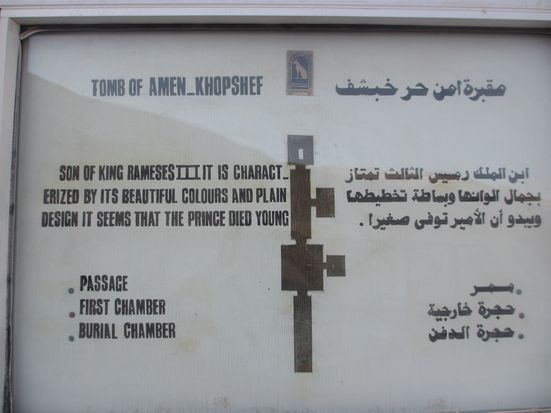 TOMB OF AMEN_KHOPSHEF
مقبرة امن حر خبشف
SON OF KING RAMESES III IT IS CHARACT_
ERIZED BY ITS BEAUTIFUL COLOURS AND PLAIN
DESIGN IT SEEMS THAT THE PRINCE DIED YOUNG
ابن الملك رمسيس الثالث تمتاز
بجمال الوانها وبساطة تخطيطها
ويبدو أن الأمير توفى صغيرا .
. PASSAGE
. FIRST CHAMBER
. BURIAL CHAMBER
. ممر
. حجرة خارجية
. حجرة الدفن